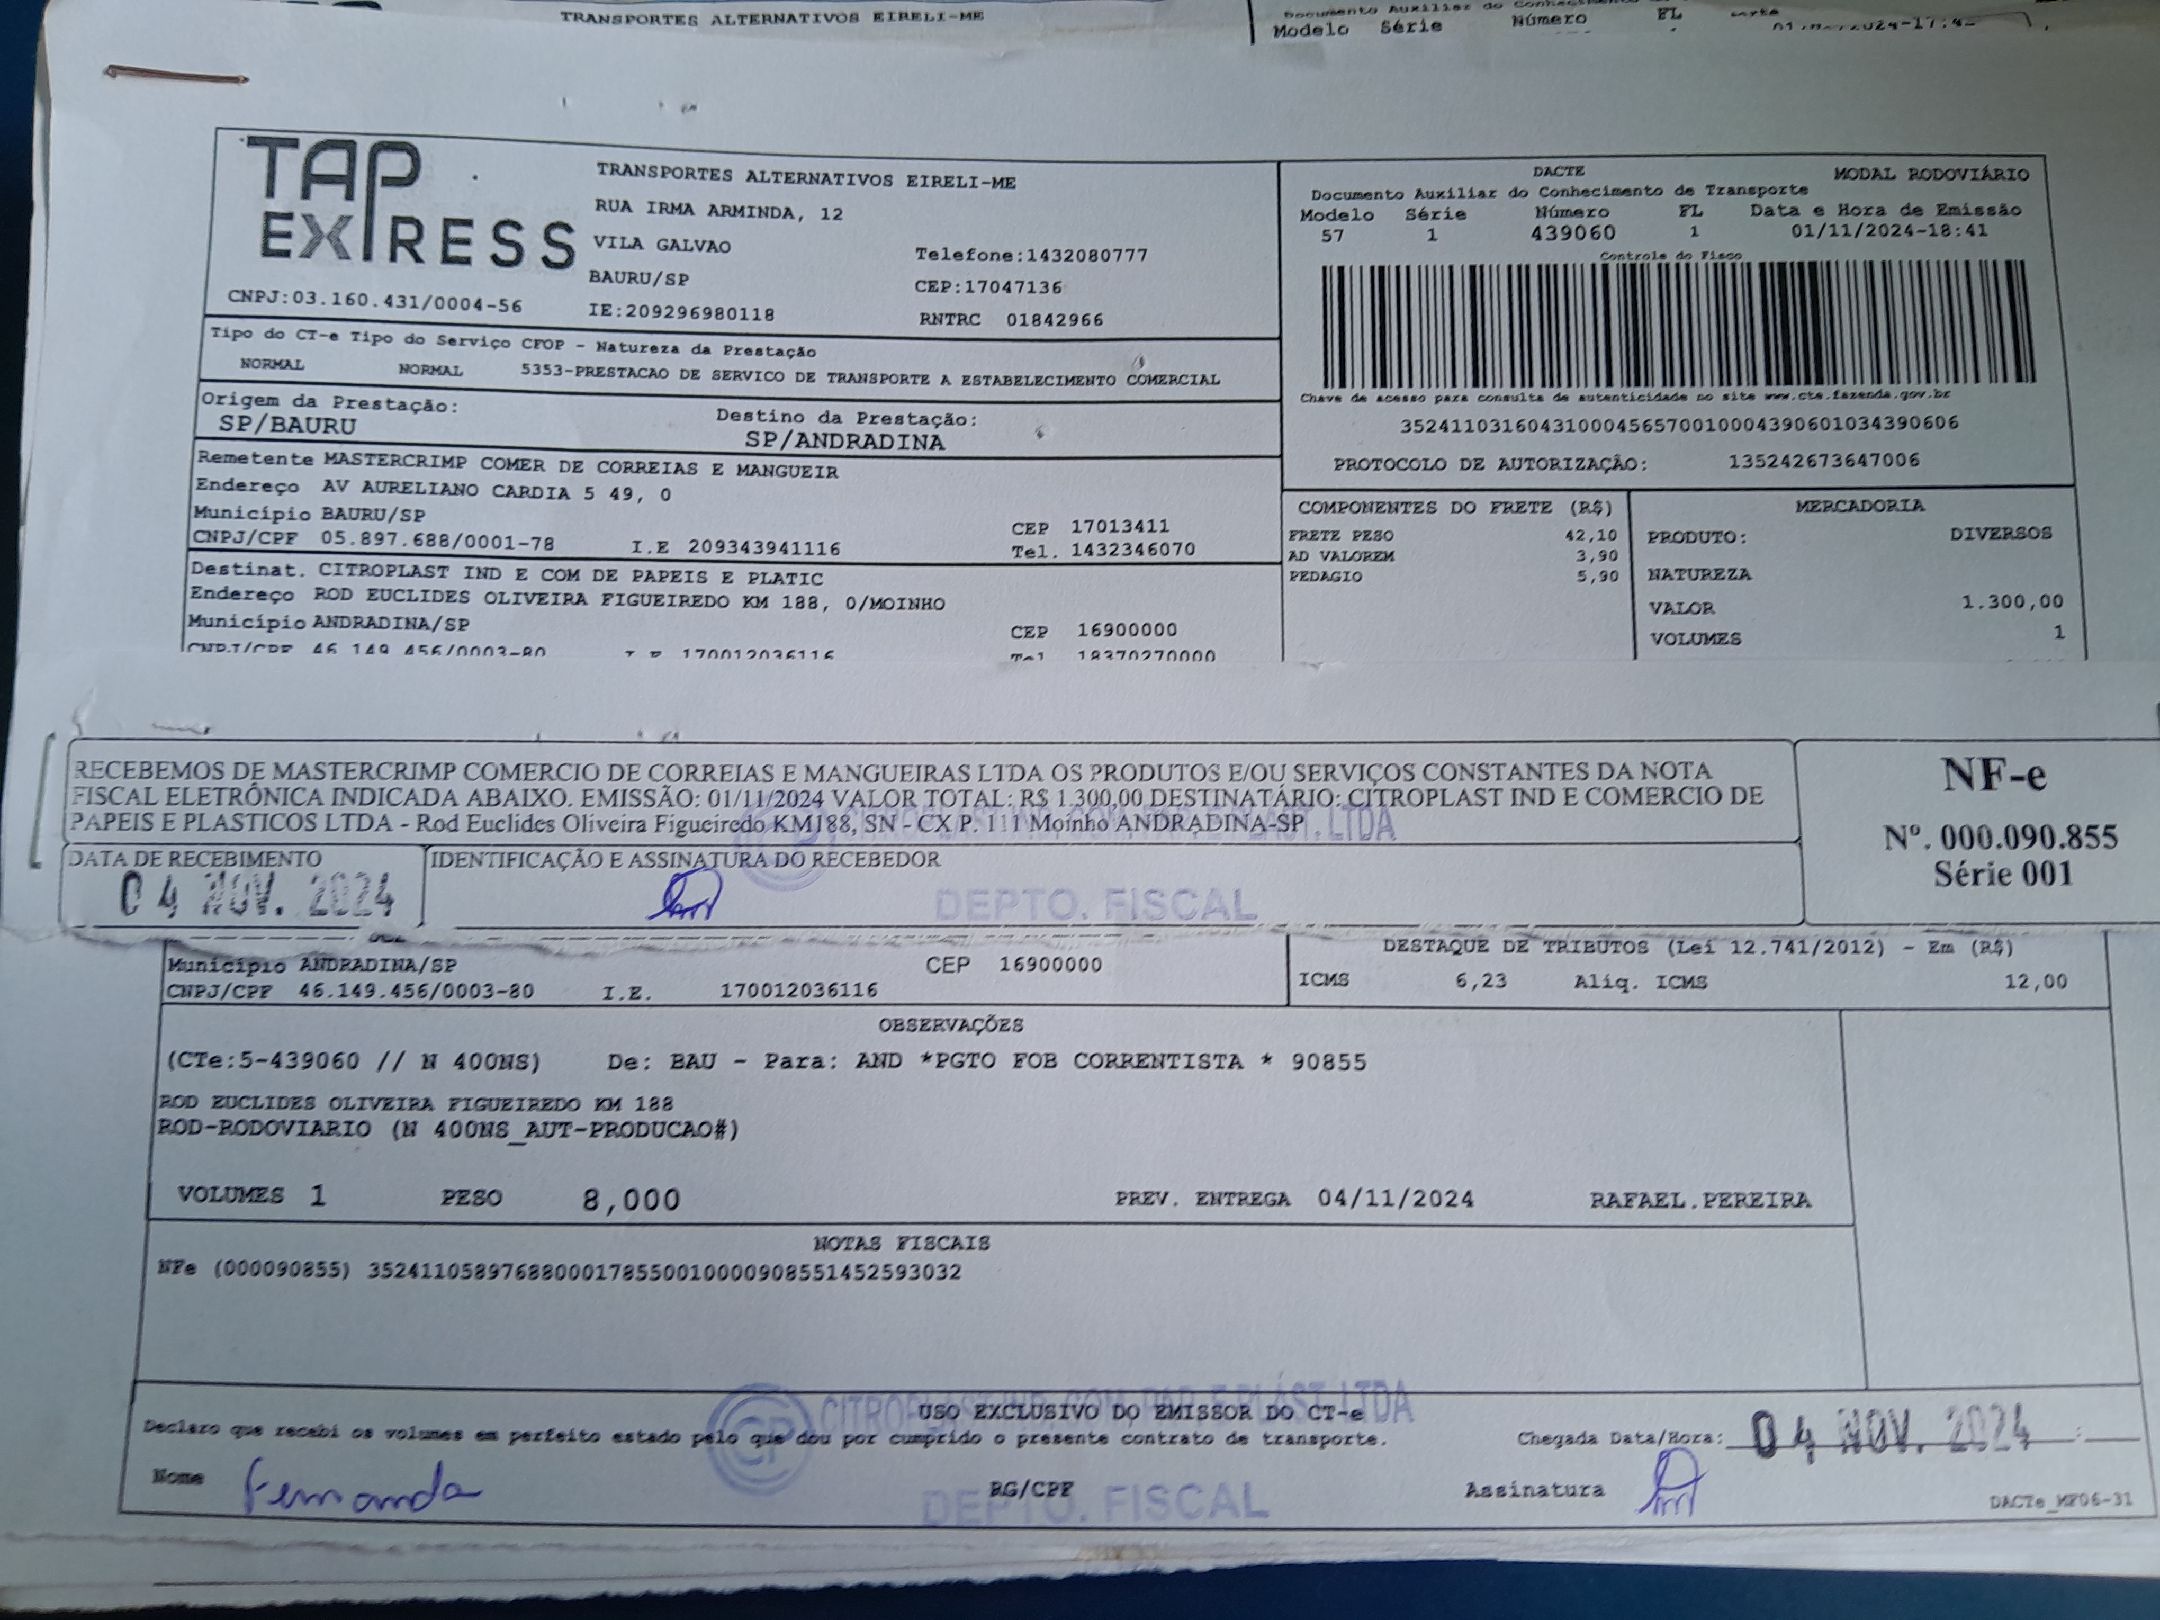 TRANSPORTES ALTERNATIVOS EIRELI-ME
Modelo Série Número FL
TAP
EXPRESS
CNPJ:03.160.431/0004-56
TRANSPORTES ALTERNATIVOS EIRELI-ME
RUA IRMA ARMINDA, 12
VILA GALVAO
BAURU/SP
IE:209296980118
Telefone:1432080777
CEP:17047136
RNTRC 01842966
DACTE MODAL RODOVIÁRIO
Documento Auxiliar do Conhecimento de Transporte
Modelo Série Número FL Data e Hora de Emissão
57 1 439060 1 01/11/2024-18:41
Controle do Fisco
Chave de acesso para consulta de autenticidade no site www.cte.fazenda.gov.br
35241103160431000456570010004390601034390606
PROTOCOLO DE AUTORIZAÇÃO: 135242673647006
Tipo do CT-e Tipo do Serviço CFOP - Natureza da Prestação
NORMAL NORMAL 5353-PRESTACAO DE SERVICO DE TRANSPORTE A ESTABELECIMENTO COMERCIAL
Origem da Prestação: Destino da Prestação:
SP/BAURU SP/ANDRADINA
Remetente MASTERCRIMP COMER DE CORREIAS E MANGUEIR
Endereço AV AURELIANO CARDIA 5 49, 0
Município BAURU/SP CEP 17013411
CNPJ/CPF 05.897.688/0001-78 I.E 209343941116 Tel. 1432346070
Destinat. CITROPLAST IND E COM DE PAPEIS E PLATIC
Endereço ROD EUCLIDES OLIVEIRA FIGUEIREDO KM 188, 0/MOINHO
Município ANDRADINA/SP CEP 16900000
CNPJ/CPF 46.149.456/0003-80 I.E 170012036116 Tel 18370270000
COMPONENTES DO FRETE (R$)
FRETE PESO 42,10
AD VALOREM 3,90
PEDAGIO 5,90
MERCADORIA
PRODUTO: DIVERSOS
NATUREZA
VALOR 1.300,00
VOLUMES 1
RECEBEMOS DE MASTERCRIMP COMERCIO DE CORREIAS E MANGUEIRAS LTDA OS PRODUTOS E/OU SERVIÇOS CONSTANTES DA NOTA
FISCAL ELETRÔNICA INDICADA ABAIXO. EMISSÃO: 01/11/2024 VALOR TOTAL: R$ 1.300,00 DESTINATÁRIO: CITROPLAST IND E COMERCIO DE
PAPEIS E PLASTICOS LTDA - Rod Euclides Oliveira Figueiredo KM188, SN - CX P. 111 Moinho ANDRADINA-SP
DATA DE RECEBIMENTO IDENTIFICAÇÃO E ASSINATURA DO RECEBEDOR
04 NOV. 2024
DEPTO. FISCAL
NF-e
Nº. 000.090.855
Série 001
Município ANDRADINA/SP CEP 16900000
CNPJ/CPF 46.149.456/0003-80 I.E. 170012036116
DESTAQUE DE TRIBUTOS (Lei 12.741/2012) - Em (R$)
ICMS 6,23 Aliq. ICMS 12,00
OBSERVAÇÕES
(CTe:5-439060 // N 400NS) De: BAU - Para: AND *PGTO FOB CORRENTISTA * 90855
ROD EUCLIDES OLIVEIRA FIGUEIREDO KM 188
ROD-RODOVIARIO (N 400NS_AUT-PRODUCAO#)
VOLUMES 1 PESO 8,000 PREV. ENTREGA 04/11/2024 RAFAEL.PEREIRA
NOTAS FISCAIS
NFe (000090855) 35241105897688000178550010000908551452593032
CP CITROPLAST IND. COM. PAP. E PLÁST. LTDA
USO EXCLUSIVO DO EMISSOR DO CT-e
Declaro que recebi os volumes em perfeito estado pelo que dou por cumprido o presente contrato de transporte.
Chegada Data/Hora: 04 NOV. 2024 :
Nome Fernanda RG/CPF Assinatura
DEPTO. FISCAL
DACTe_MF06-31